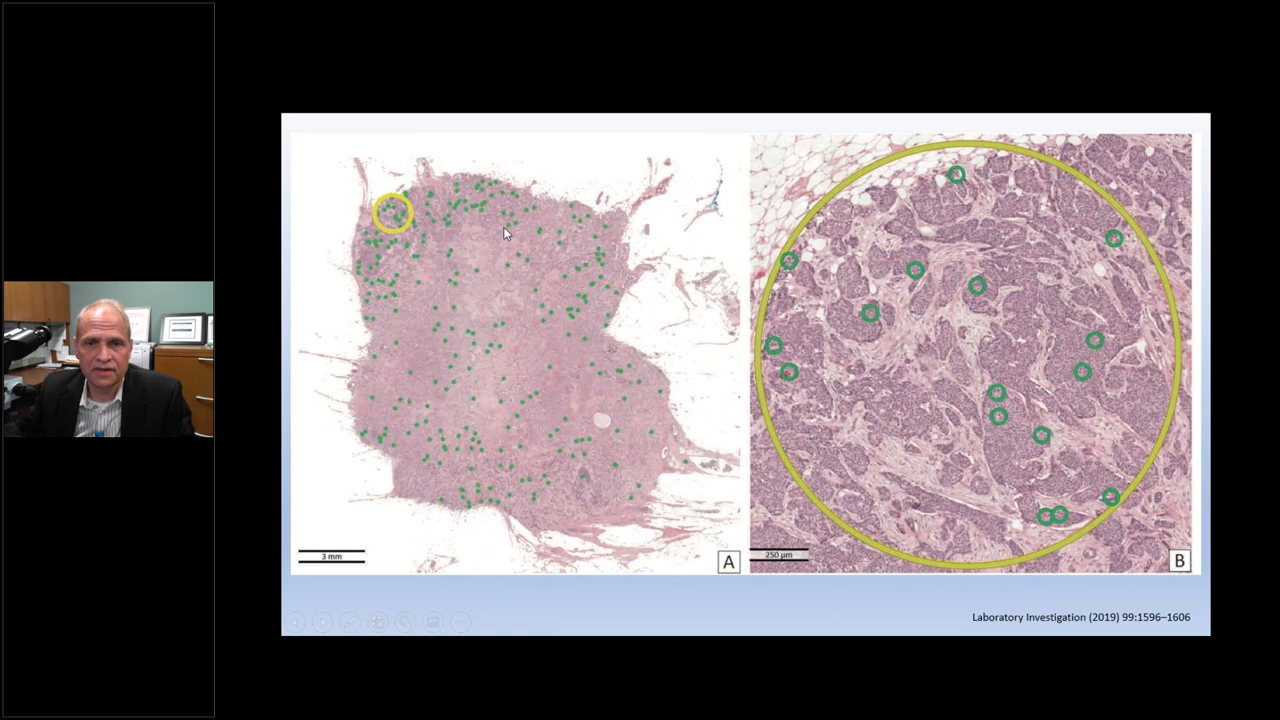 3 mm
A
250 µm
B
Laboratory Investigation (2019) 99:1596–1606